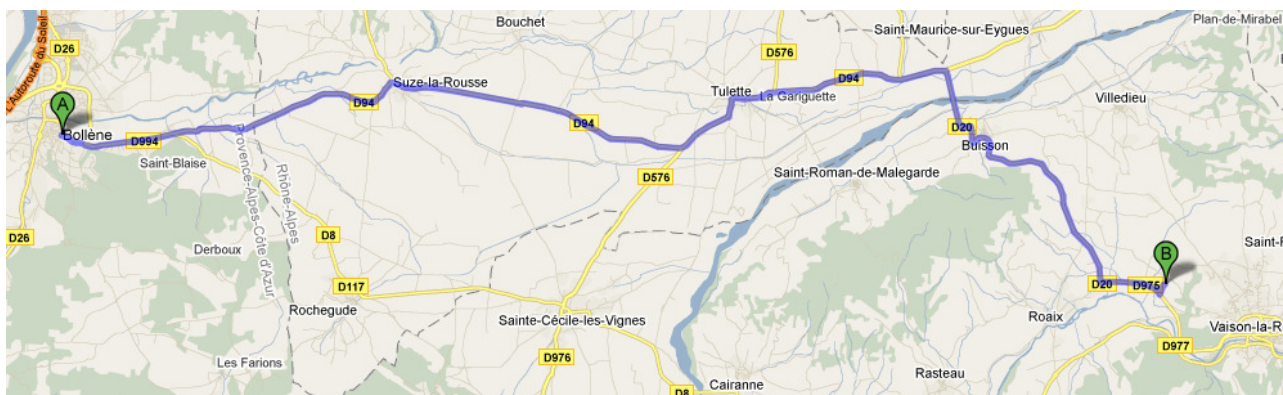 Bouchet
Plan-de-Mirabel
Saint-Maurice-sur-Eygues
D26
D576
L'Autoroute du Soleil
D94
Suze-la-Rousse
Tulette
La Gariguette
Villedieu
A
D94
Bollène
D94
D20
D994
Buisson
Saint-Blaise
Provence-Alpes-Côte d'Azur
Rhône-Alpes
D576
Saint-Roman-de-Malegarde
D26
D8
Derboux
B
D117
D20
D975
Rochegude
Sainte-Cécile-les-Vignes
Roaix
D977
Les Farions
D976
Cairanne
Rasteau
D8